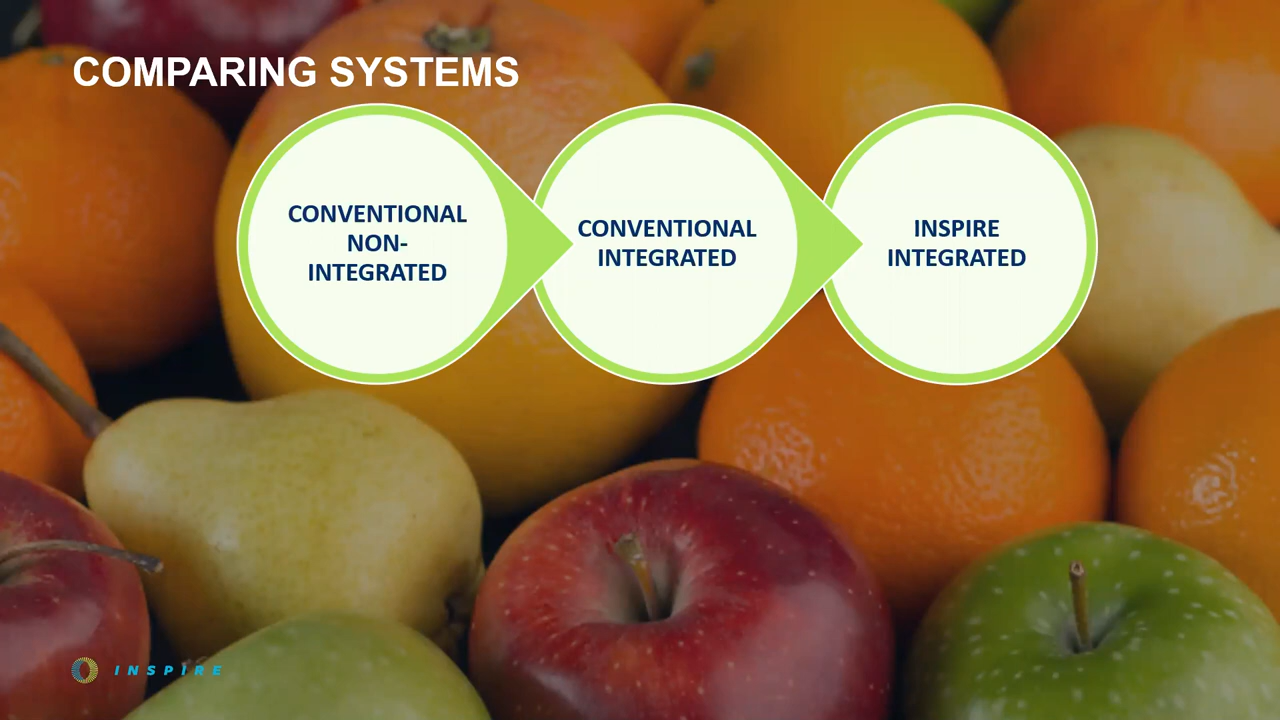 COMPARING SYSTEMS
CONVENTIONAL
NON-
INTEGRATED
CONVENTIONAL
INTEGRATED
INSPIRE
INTEGRATED
INSPIRE